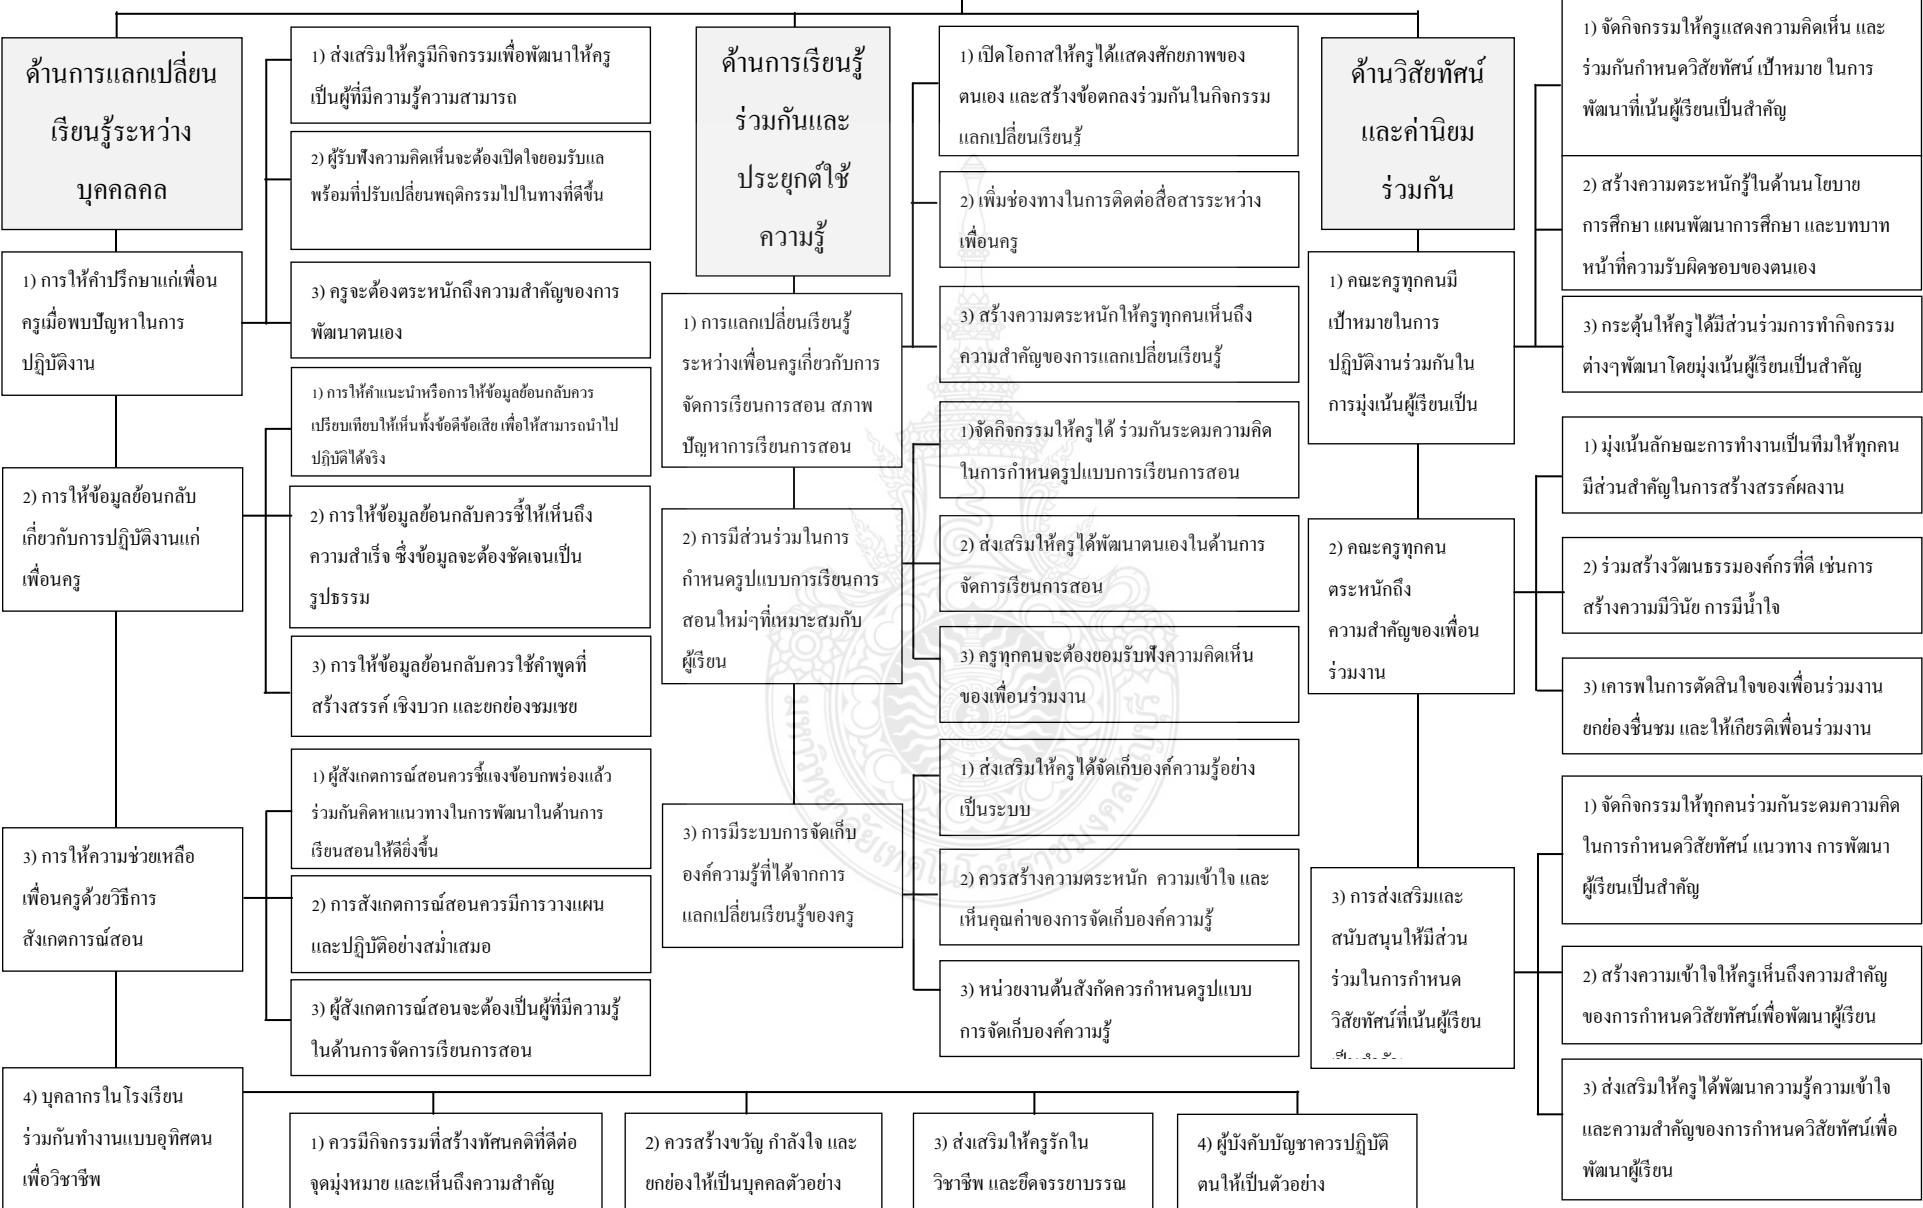 ด้านการแลกเปลี่ยน
เรียนรู้ระหว่าง
บุคคลคล
1) การให้คำปรึกษาแก่เพื่อน
ครูเมื่อพบปัญหาในการ
ปฏิบัติงาน
1) ส่งเสริมให้ครูมีกิจกรรมเพื่อพัฒนาให้ครู
เป็นผู้ที่มีความรู้ความสามารถ
2) ผู้รับฟังความคิดเห็นจะต้องเปิดใจยอมรับแล
พร้อมที่ปรับเปลี่ยนพฤติกรรมไปในทางที่ดีขึ้น
3) ครูจะต้องตระหนักถึงความสำคัญของการ
พัฒนาตนเอง
2) การให้ข้อมูลย้อนกลับ
เกี่ยวกับการปฏิบัติงานแก่
เพื่อนครู
1) การให้คำแนะนำหรือการให้ข้อมูลย้อนกลับควร
เปรียบเทียบให้เห็นทั้งข้อดีข้อเสีย เพื่อให้สามารถนำไป
ปฏิบัติได้จริง
2) การให้ข้อมูลย้อนกลับควรชี้ให้เห็นถึง
ความสำเร็จ ซึ่งข้อมูลจะต้องชัดเจนเป็น
รูปธรรม
3) การให้ข้อมูลย้อนกลับควรใช้คำพูดที่
สร้างสรรค์ เชิงบวก และยกย่องชมเชย
3) การให้ความช่วยเหลือ
เพื่อนครูด้วยวิธีการ
สังเกตการณ์สอน
1) ผู้สังเกตการณ์สอนควรชี้แจงข้อบกพร่องแล้ว
ร่วมกันคิดหาแนวทางในการพัฒนาในด้านการ
เรียนสอนให้ดียิ่งขึ้น
2) การสังเกตการณ์สอนควรมีการวางแผน
และปฏิบัติอย่างสม่ำเสมอ
3) ผู้สังเกตการณ์สอนจะต้องเป็นผู้ที่มีความรู้
ในด้านการจัดการเรียนการสอน
4) บุคลากรในโรงเรียน
ร่วมกันทำงานแบบอุทิศตน
เพื่อวิชาชีพ
1) ควรมีกิจกรรมที่สร้างทัศนคติที่ดีต่อ
จุดมุ่งหมาย และเห็นถึงความสำคัญ
2) ควรสร้างขวัญ กำลังใจ และ
ยกย่องให้เป็นบุคคลตัวอย่าง
3) ส่งเสริมให้ครูรักใน
วิชาชีพ และยึดจรรยาบรรณ
4) ผู้บังคับบัญชาควรปฏิบัติ
ตนให้เป็นตัวอย่าง
ด้านการเรียนรู้
ร่วมกันและ
ประยุกต์ใช้
ความรู้
1) การแลกเปลี่ยนเรียนรู้
ระหว่างเพื่อนครูเกี่ยวกับการ
จัดการเรียนการสอน สภาพ
ปัญหาการเรียนการสอน
1) เปิดโอกาสให้ครูได้แสดงศักยภาพของ
ตนเอง และสร้างข้อตกลงร่วมกันในกิจกรรม
แลกเปลี่ยนเรียนรู้
2) เพิ่มช่องทางในการติดต่อสื่อสารระหว่าง
เพื่อนครู
3) สร้างความตระหนักให้ครูทุกคนเห็นถึง
ความสำคัญของการแลกเปลี่ยนเรียนรู้
2) การมีส่วนร่วมในการ
กำหนดรูปแบบการเรียนการ
สอนใหม่ๆที่เหมาะสมกับ
ผู้เรียน
1)จัดกิจกรรมให้ครูได้ ร่วมกันระดมความคิด
ในการกำหนดรูปแบบการเรียนการสอน
2) ส่งเสริมให้ครูได้พัฒนาตนเองในด้านการ
จัดการเรียนการสอน
3) ครูทุกคนจะต้องยอมรับฟังความคิดเห็น
ของเพื่อนร่วมงาน
3) การมีระบบการจัดเก็บ
องค์ความรู้ที่ได้จากการ
แลกเปลี่ยนเรียนรู้ของครู
1) ส่งเสริมให้ครูได้จัดเก็บองค์ความรู้อย่าง
เป็นระบบ
2) ควรสร้างความตระหนัก ความเข้าใจ และ
เห็นคุณค่าของการจัดเก็บองค์ความรู้
3) หน่วยงานต้นสังกัดควรกำหนดรูปแบบ
การจัดเก็บองค์ความรู้
ด้านวิสัยทัศน์
และค่านิยม
ร่วมกัน
1) คณะครูทุกคนมี
เป้าหมายในการ
ปฏิบัติงานร่วมกันใน
การมุ่งเน้นผู้เรียนเป็น
1) จัดกิจกรรมให้ครูแสดงความคิดเห็น และ
ร่วมกันกำหนดวิสัยทัศน์ เป้าหมาย ในการ
พัฒนาที่เน้นผู้เรียนเป็นสำคัญ
2) สร้างความตระหนักรู้ในด้านนโยบาย
การศึกษา แผนพัฒนาการศึกษา และบทบาท
หน้าที่ความรับผิดชอบของตนเอง
3) กระตุ้นให้ครูได้มีส่วนร่วมการทำกิจกรรม
ต่างๆพัฒนาโดยมุ่งเน้นผู้เรียนเป็นสำคัญ
2) คณะครูทุกคน
ตระหนักถึง
ความสำคัญของเพื่อน
ร่วมงาน
1) มุ่งเน้นลักษณะการทำงานเป็นทีมให้ทุกคน
มีส่วนสำคัญในการสร้างสรรค์ผลงาน
2) ร่วมสร้างวัฒนธรรมองค์กรที่ดี เช่นการ
สร้างความมีวินัย การมีน้ำใจ
3) เคารพในการตัดสินใจของเพื่อนร่วมงาน
ยกย่องชื่นชม และให้เกียรติเพื่อนร่วมงาน
3) การส่งเสริมและ
สนับสนุนให้มีส่วน
ร่วมในการกำหนด
วิสัยทัศน์ที่เน้นผู้เรียน
1) จัดกิจกรรมให้ทุกคนร่วมกันระดมความคิด
ในการกำหนดวิสัยทัศน์ แนวทาง การพัฒนา
ผู้เรียนเป็นสำคัญ
2) สร้างความเข้าใจให้ครูเห็นถึงความสำคัญ
ของการกำหนดวิสัยทัศน์เพื่อพัฒนาผู้เรียน
3) ส่งเสริมให้ครูได้พัฒนาความรู้ความเข้าใจ
และความสำคัญของการกำหนดวิสัยทัศน์เพื่อ
พัฒนาผู้เรียน
มหาวิทยาลัยเทคโนโลยีราชมงคลธัญบุรี